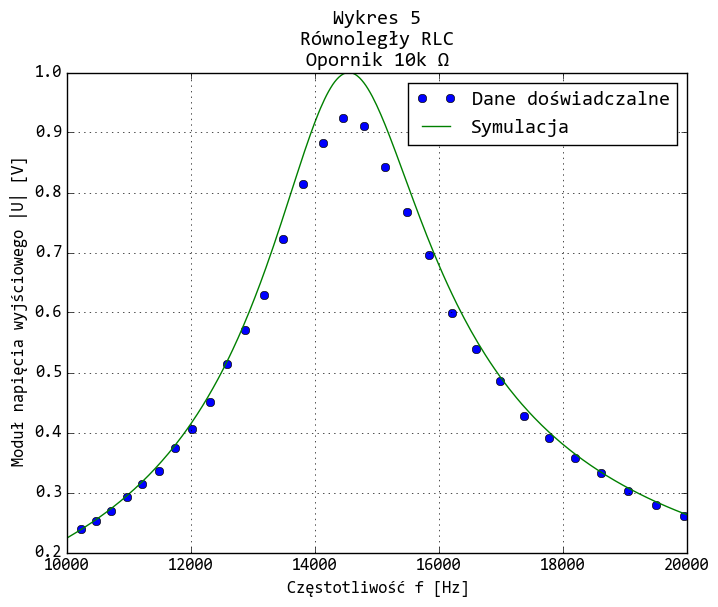 Wykres 5
Równoległy RLC
Opornik 10k Ω
Dane doświadczalne
Symulacja
Moduł napięcia wyjściowego |U| [V]
1.0
0.9
0.8
0.7
0.6
0.5
0.4
0.3
0.2
10000 12000 14000 16000 18000 20000
Częstotliwość f [Hz]